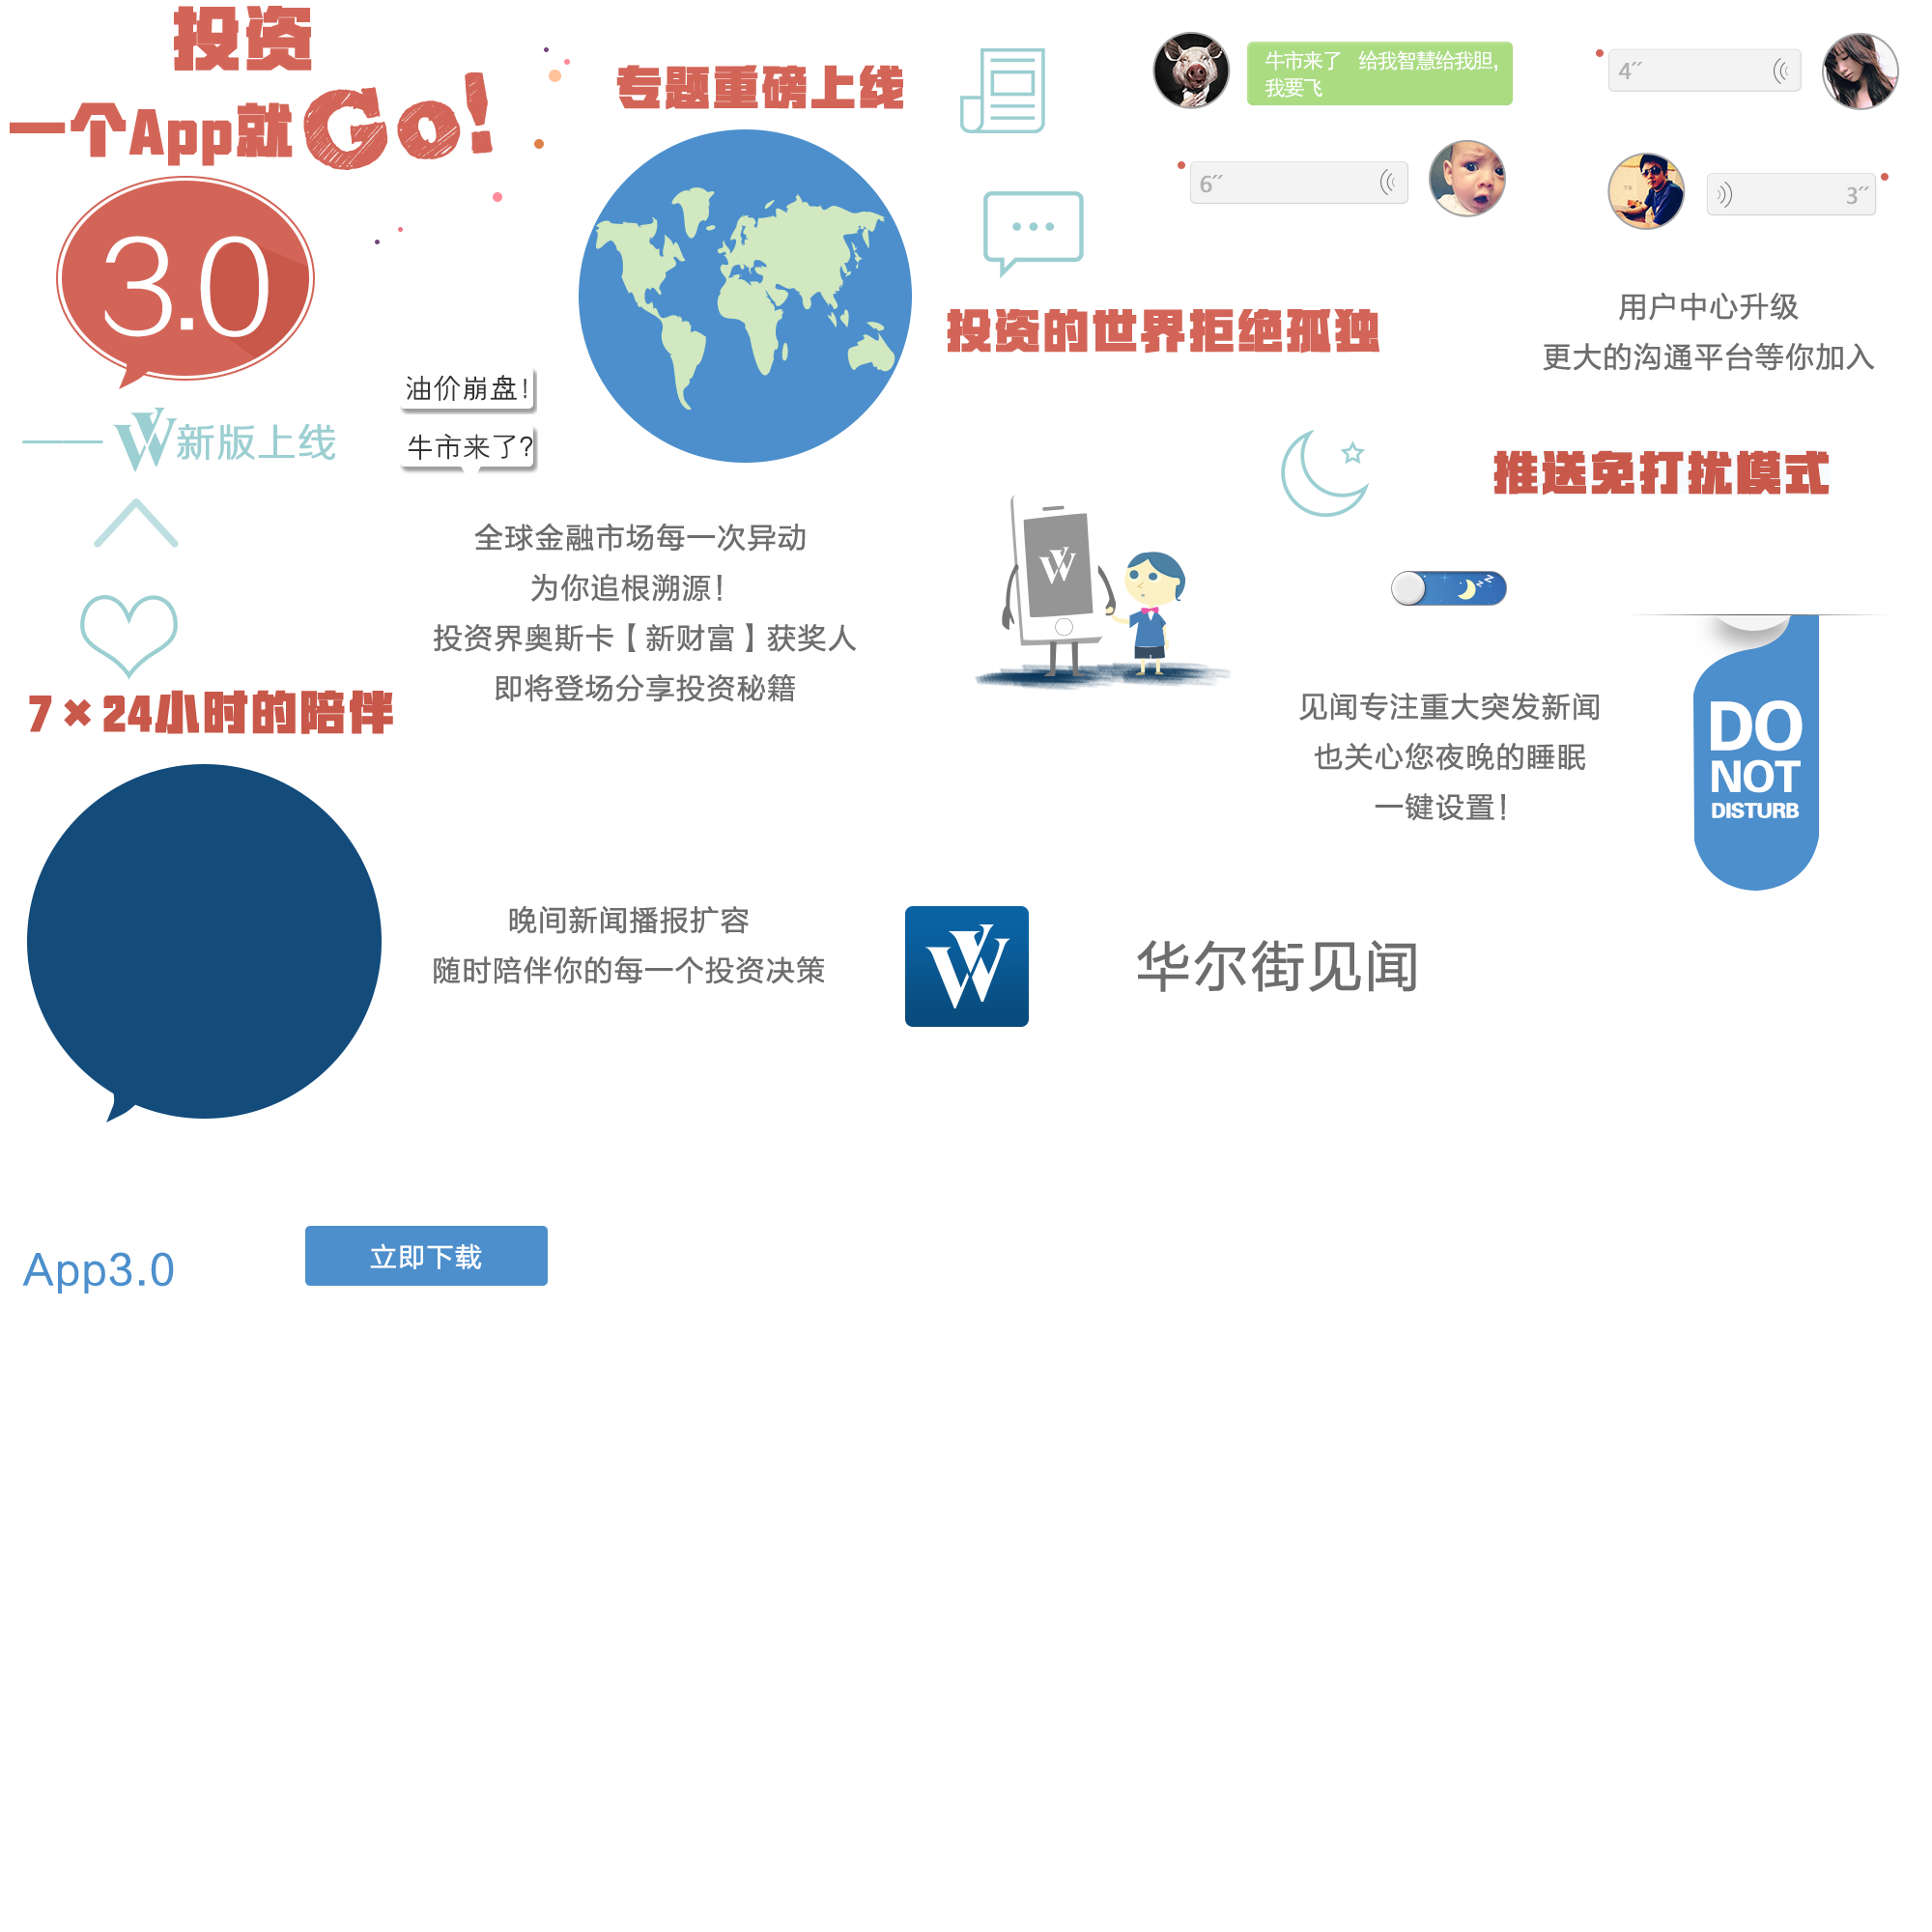 投资
一个App就Go!
3.0
新版上线
7×24小时的陪伴
专题重磅上线
油价崩盘!
牛市来了?
全球金融市场每一次异动
为你追根溯源!
投资界奥斯卡【新财富】获奖人
即将登场分享投资秘籍
牛市来了 给我智慧给我胆,
我要飞
4″
6″
3″
投资的世界拒绝孤独
用户中心升级
更大的沟通平台等你加入
推送免打扰模式
zzz
见闻专注重大突发新闻
也关心您夜晚的睡眠
一键设置!
DO
NOT
DISTURB
晚间新闻播报扩容
随时陪伴你的每一个投资决策
华尔街见闻
App3.0
立即下载